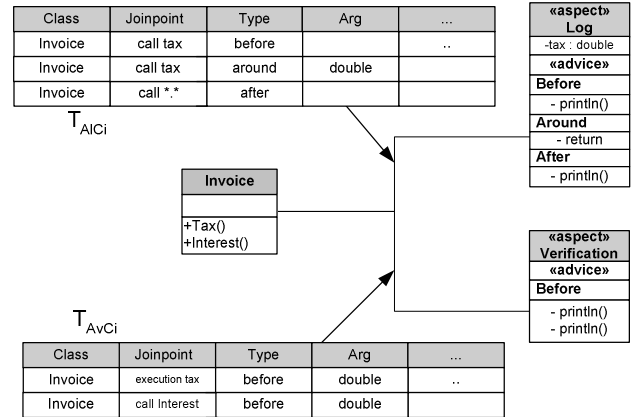 Class Joinpoint Type Arg ...
Invoice call tax before ..
Invoice call tax around double
Invoice call *.* after
TAlCi
«aspect»
Log
-tax : double
«advice»
Before
- println()
Around
- return
After
- println()
Invoice
+Tax()
+Interest()
«aspect»
Verification
«advice»
Before
- println()
- println()
TAvCi
Class Joinpoint Type Arg ...
Invoice execution tax before double ..
Invoice call Interest before double